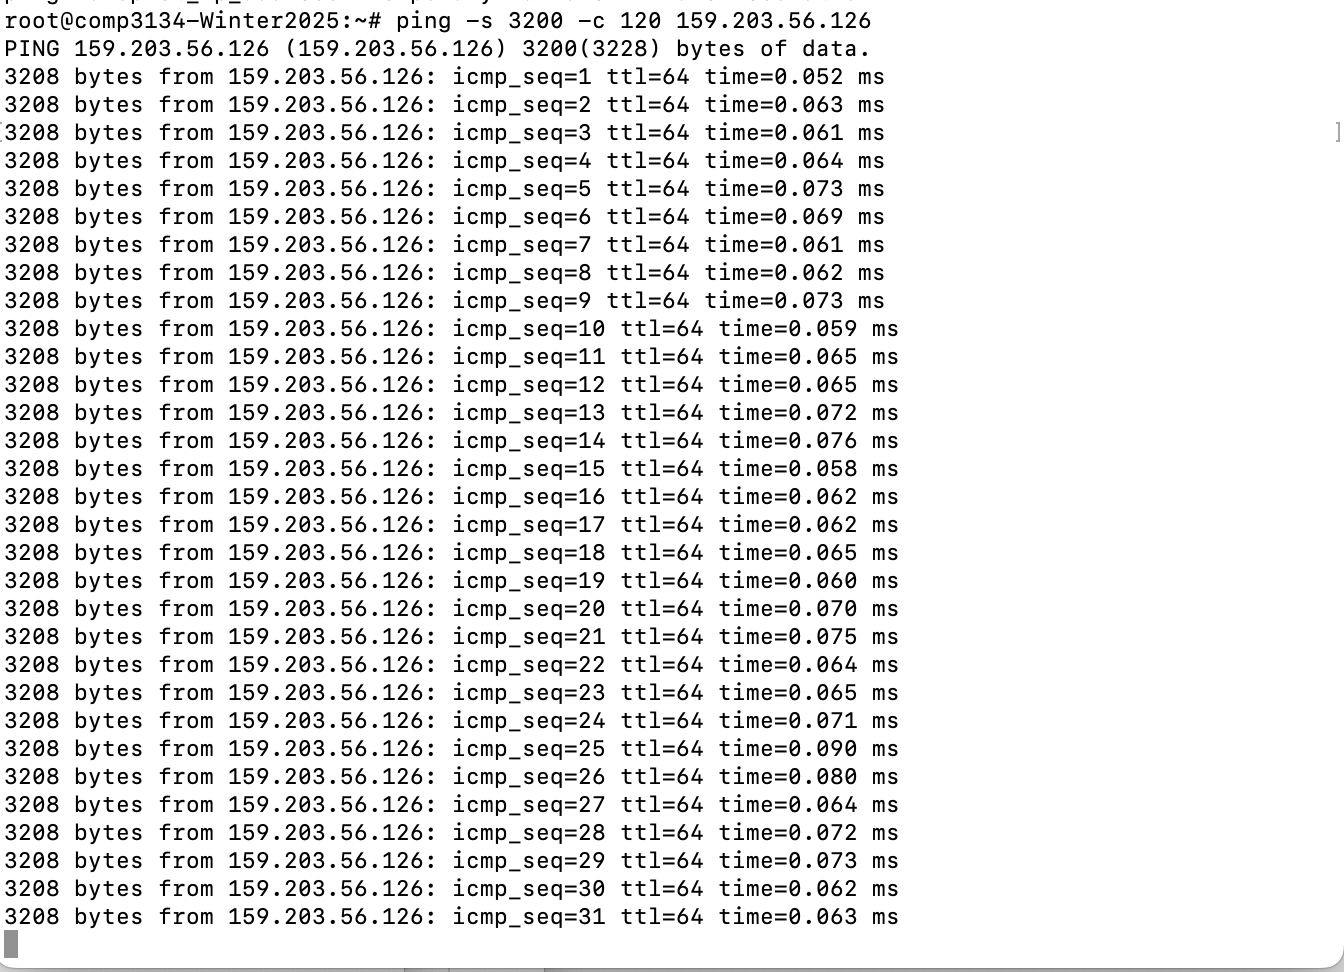 root@comp3134-Winter2025:~# ping -s 3200 -c 120 159.203.56.126
PING 159.203.56.126 (159.203.56.126) 3200(3228) bytes of data.
3208 bytes from 159.203.56.126: icmp_seq=1 ttl=64 time=0.052 ms
3208 bytes from 159.203.56.126: icmp_seq=2 ttl=64 time=0.063 ms
3208 bytes from 159.203.56.126: icmp_seq=3 ttl=64 time=0.061 ms
3208 bytes from 159.203.56.126: icmp_seq=4 ttl=64 time=0.064 ms
3208 bytes from 159.203.56.126: icmp_seq=5 ttl=64 time=0.073 ms
3208 bytes from 159.203.56.126: icmp_seq=6 ttl=64 time=0.069 ms
3208 bytes from 159.203.56.126: icmp_seq=7 ttl=64 time=0.061 ms
3208 bytes from 159.203.56.126: icmp_seq=8 ttl=64 time=0.062 ms
3208 bytes from 159.203.56.126: icmp_seq=9 ttl=64 time=0.073 ms
3208 bytes from 159.203.56.126: icmp_seq=10 ttl=64 time=0.059 ms
3208 bytes from 159.203.56.126: icmp_seq=11 ttl=64 time=0.065 ms
3208 bytes from 159.203.56.126: icmp_seq=12 ttl=64 time=0.065 ms
3208 bytes from 159.203.56.126: icmp_seq=13 ttl=64 time=0.072 ms
3208 bytes from 159.203.56.126: icmp_seq=14 ttl=64 time=0.076 ms
3208 bytes from 159.203.56.126: icmp_seq=15 ttl=64 time=0.058 ms
3208 bytes from 159.203.56.126: icmp_seq=16 ttl=64 time=0.062 ms
3208 bytes from 159.203.56.126: icmp_seq=17 ttl=64 time=0.062 ms
3208 bytes from 159.203.56.126: icmp_seq=18 ttl=64 time=0.065 ms
3208 bytes from 159.203.56.126: icmp_seq=19 ttl=64 time=0.060 ms
3208 bytes from 159.203.56.126: icmp_seq=20 ttl=64 time=0.070 ms
3208 bytes from 159.203.56.126: icmp_seq=21 ttl=64 time=0.075 ms
3208 bytes from 159.203.56.126: icmp_seq=22 ttl=64 time=0.064 ms
3208 bytes from 159.203.56.126: icmp_seq=23 ttl=64 time=0.065 ms
3208 bytes from 159.203.56.126: icmp_seq=24 ttl=64 time=0.071 ms
3208 bytes from 159.203.56.126: icmp_seq=25 ttl=64 time=0.090 ms
3208 bytes from 159.203.56.126: icmp_seq=26 ttl=64 time=0.080 ms
3208 bytes from 159.203.56.126: icmp_seq=27 ttl=64 time=0.064 ms
3208 bytes from 159.203.56.126: icmp_seq=28 ttl=64 time=0.072 ms
3208 bytes from 159.203.56.126: icmp_seq=29 ttl=64 time=0.073 ms
3208 bytes from 159.203.56.126: icmp_seq=30 ttl=64 time=0.062 ms
3208 bytes from 159.203.56.126: icmp_seq=31 ttl=64 time=0.063 ms